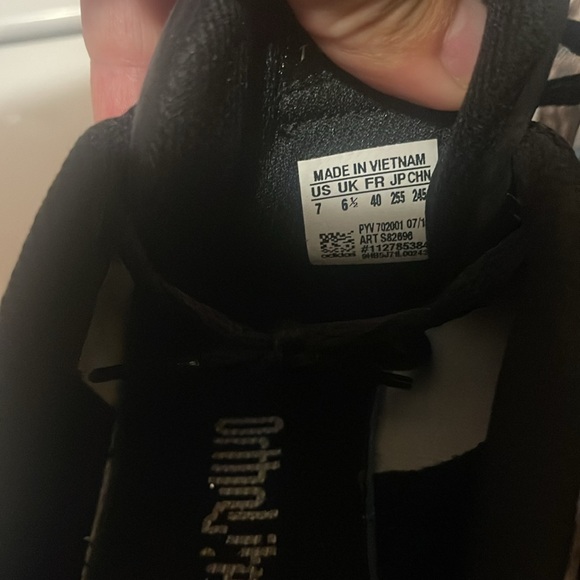 MADE IN VIETNAM
US UK FR JP CHN
7 6½ 40 255 245
PYV 702001 07/1
ART S82696
#112785384
adidas
Ortholite